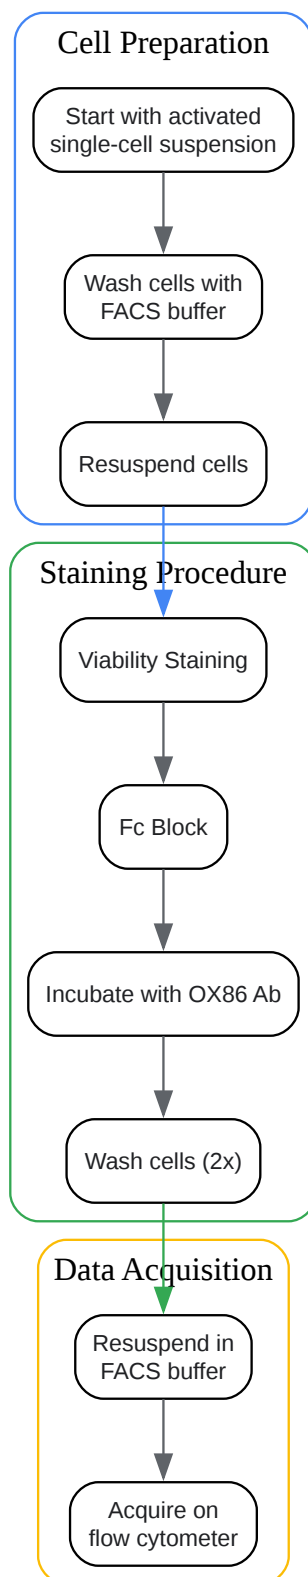 Cell Preparation
Start with activated
single-cell suspension
Wash cells with
FACS buffer
Resuspend cells
Staining Procedure
Viability Staining
Fc Block
Incubate with OX86 Ab
Wash cells (2x)
Data Acquisition
Resuspend in
FACS buffer
Acquire on
flow cytometer